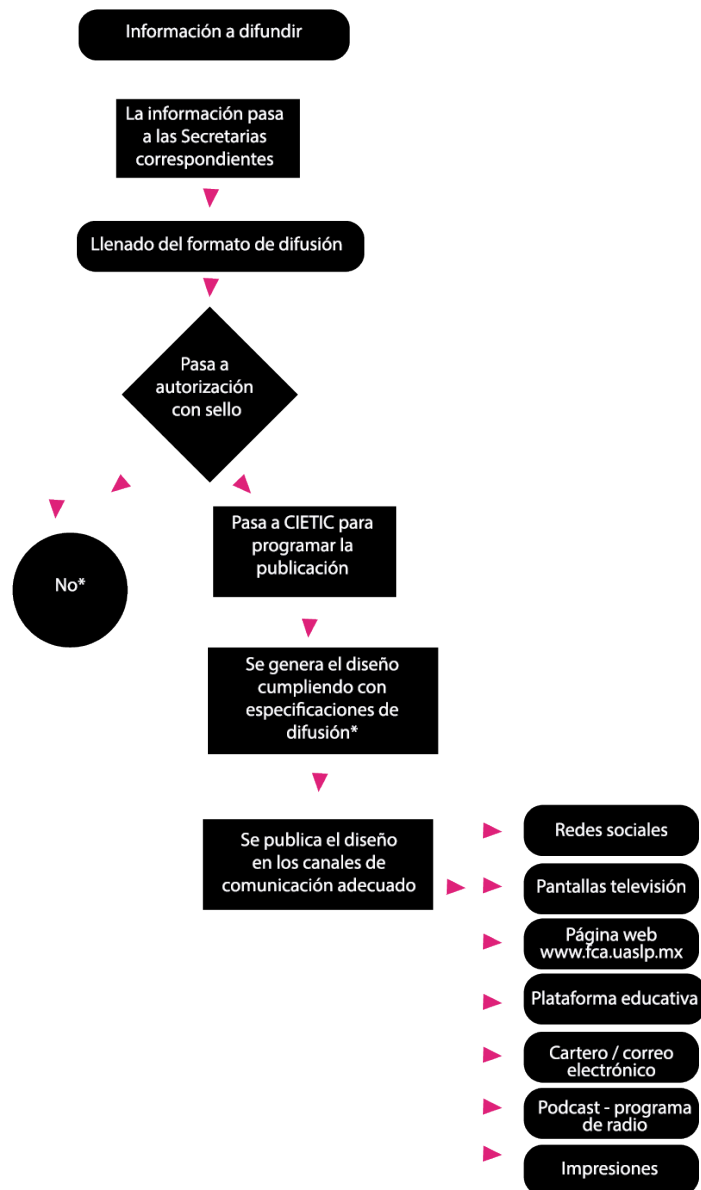 Información a difundir
La información pasa
a las Secretarias
correspondientes
Llenado del formato de difusión
Pasa a
autorización
con sello
No*
Pasa a CIETIC para
programar la
publicación
Se genera el diseño
cumpliendo con
especificaciones de
difusión*
Se publica el diseño
en los canales de
comunicación adecuado
Redes sociales
Pantallas televisión
Página web
www.fca.uaslp.mx
Plataforma educativa
Cartero / correo
electrónico
Podcast - programa
de radio
Impresiones